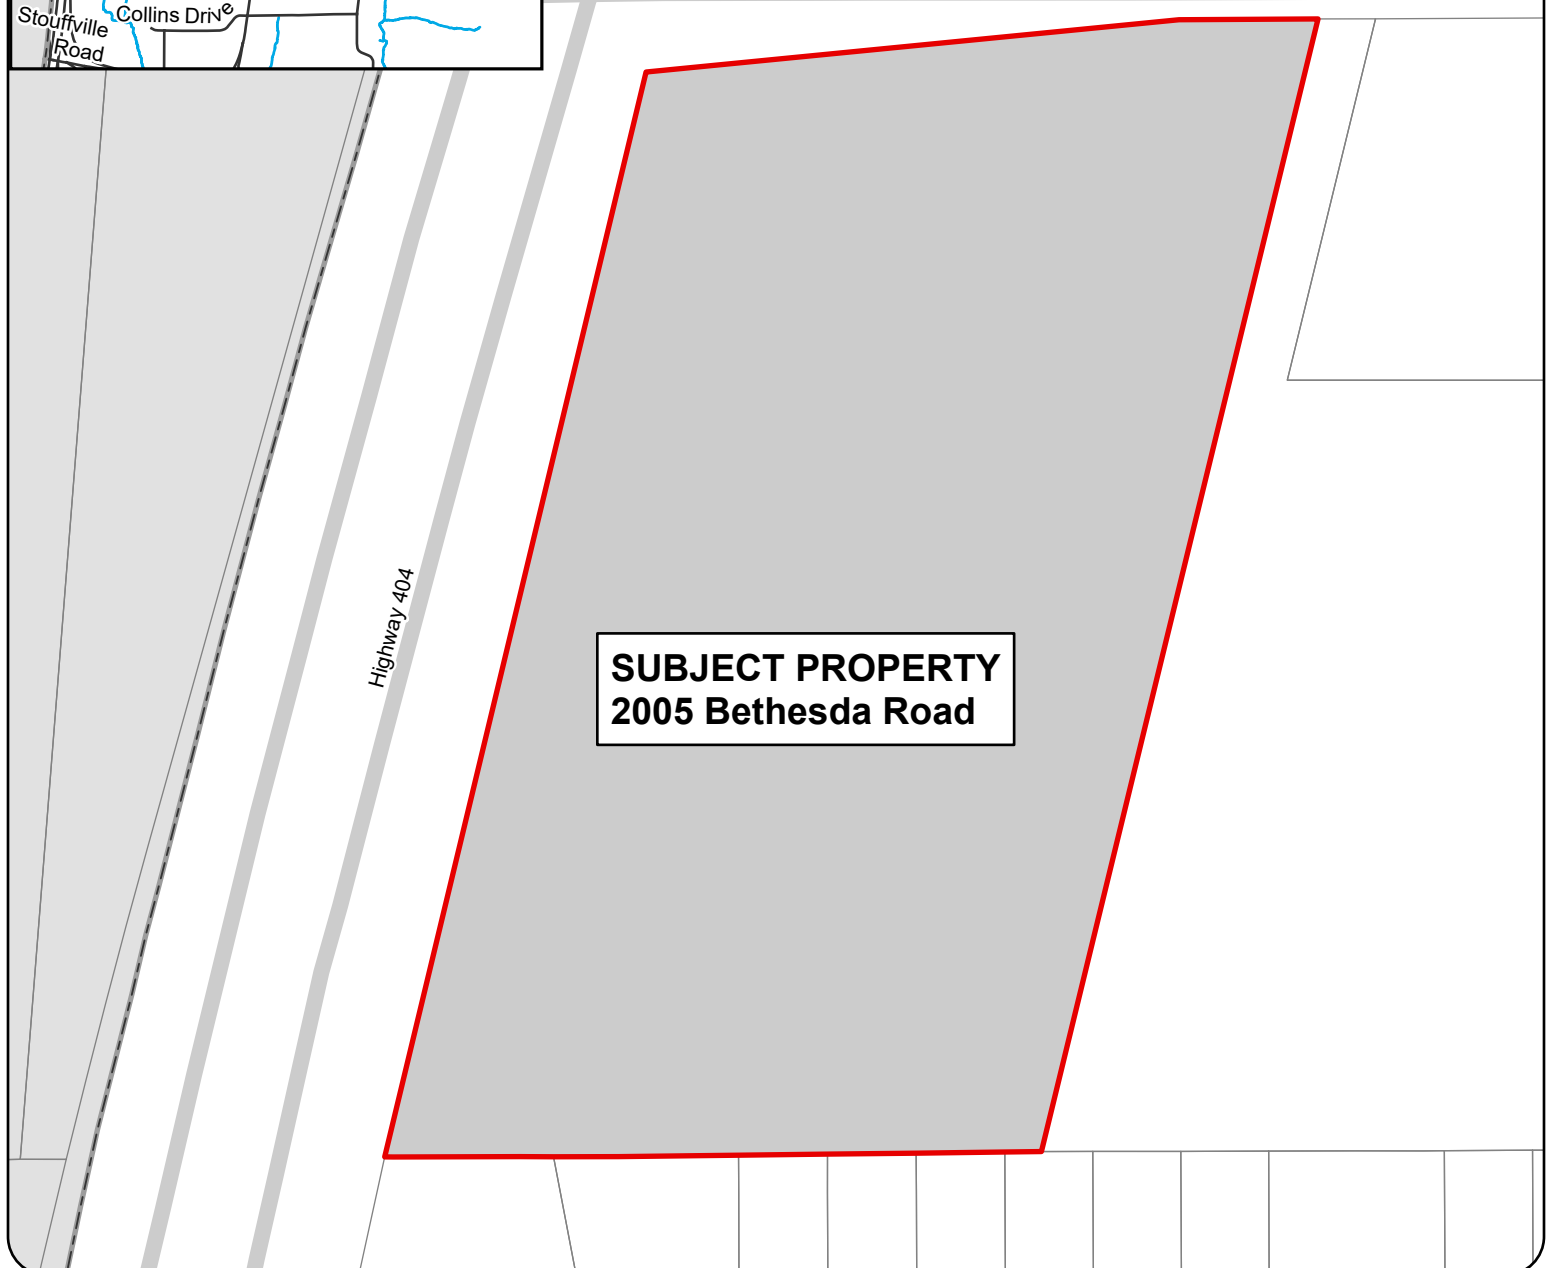 Stouffville
Road
Collins Drive
Highway 404
SUBJECT PROPERTY
2005 Bethesda Road